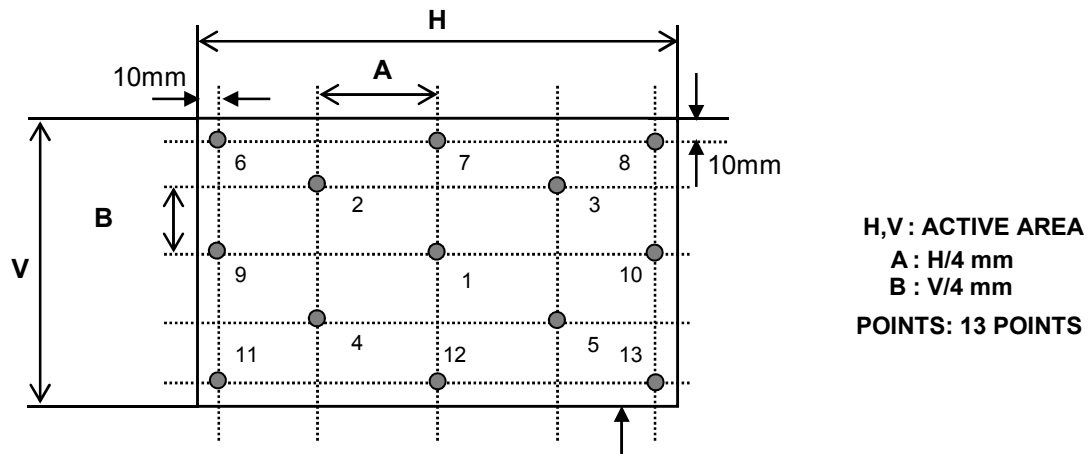 H
A
10mm
6
7
8
10mm
2
3
B
V
9
1
10
4
5
11
12
13
H,V : ACTIVE AREA
A : H/4 mm
B : V/4 mm
POINTS: 13 POINTS